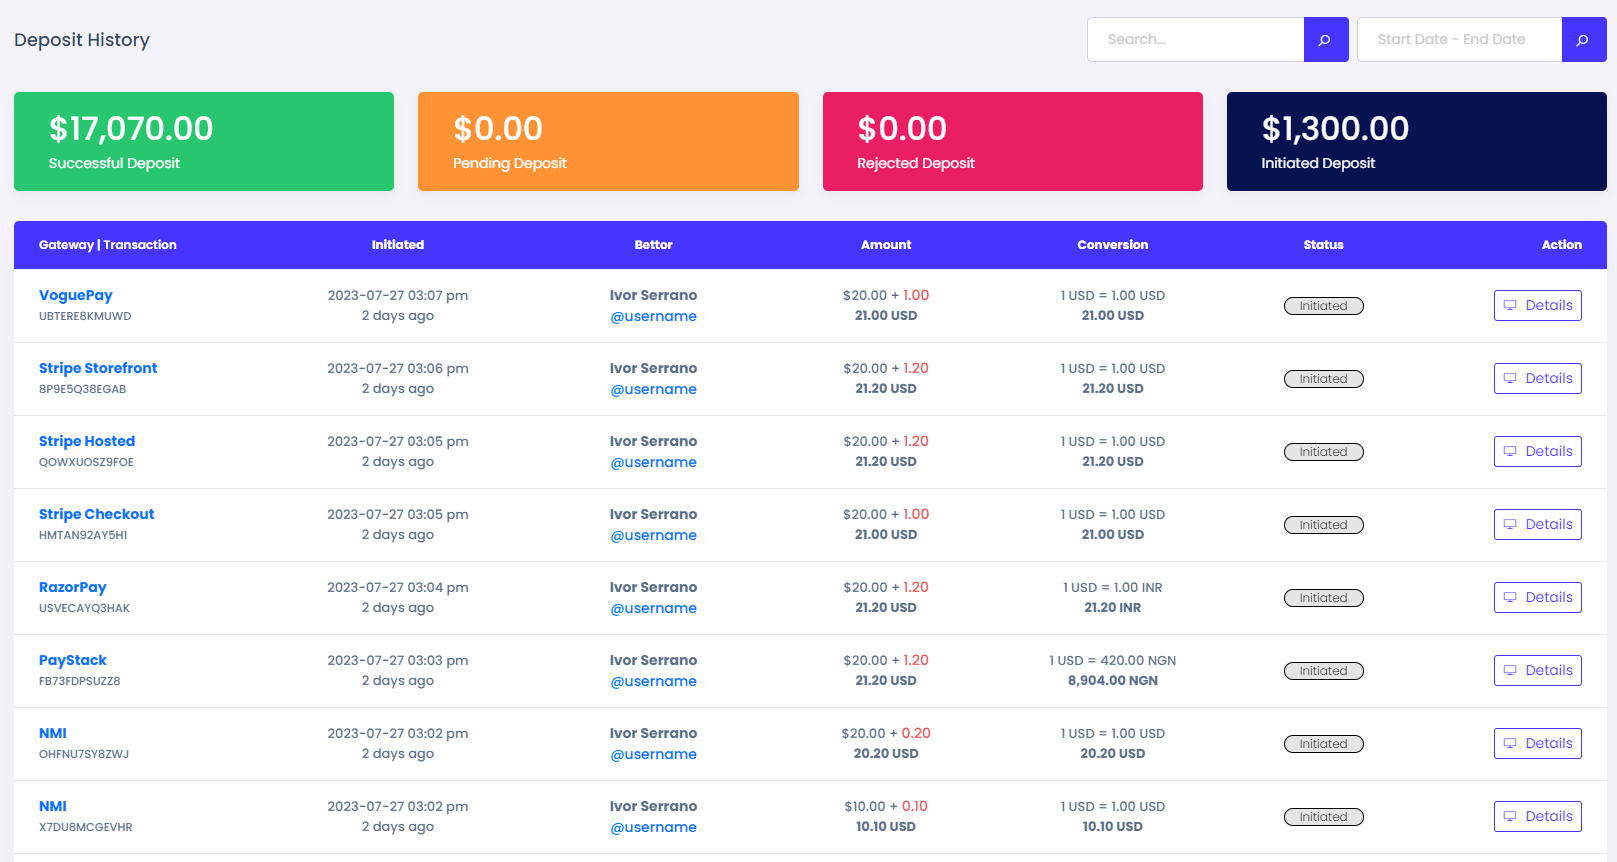 Deposit History
Search...
Start Date - End Date
$17,070.00
Successful Deposit
$0.00
Pending Deposit
$0.00
Rejected Deposit
$1,300.00
Initiated Deposit
Gateway | Transaction Initiated Bettor Amount Conversion Status Action
VoguePay 2023-07-27 03:07 pm Ivor Serrano $20.00 + 1.00 1 USD = 1.00 USD Initiated Details
UBTERE8KMUWD 2 days ago @username 21.00 USD 21.00 USD
Stripe Storefront 2023-07-27 03:06 pm Ivor Serrano $20.00 + 1.20 1 USD = 1.00 USD Initiated Details
8P9E5Q38EGAB 2 days ago @username 21.20 USD 21.20 USD
Stripe Hosted 2023-07-27 03:05 pm Ivor Serrano $20.00 + 1.20 1 USD = 1.00 USD Initiated Details
QOWXUOSZ9FOE 2 days ago @username 21.20 USD 21.20 USD
Stripe Checkout 2023-07-27 03:05 pm Ivor Serrano $20.00 + 1.00 1 USD = 1.00 USD Initiated Details
HMTAN92AY5H1 2 days ago @username 21.00 USD 21.00 USD
RazorPay 2023-07-27 03:04 pm Ivor Serrano $20.00 + 1.20 1 USD = 1.00 INR Initiated Details
USVECAYQ3HAK 2 days ago @username 21.20 USD 21.20 INR
PayStack 2023-07-27 03:03 pm Ivor Serrano $20.00 + 1.20 1 USD = 420.00 NGN Initiated Details
FB73FDPSUZZ8 2 days ago @username 21.20 USD 8,904.00 NGN
NMI 2023-07-27 03:02 pm Ivor Serrano $20.00 + 0.20 1 USD = 1.00 USD Initiated Details
OHFNU7SY8ZWJ 2 days ago @username 20.20 USD 20.20 USD
NMI 2023-07-27 03:02 pm Ivor Serrano $10.00 + 0.10 1 USD = 1.00 USD Initiated Details
X7DU8MCGEVHR 2 days ago @username 10.10 USD 10.10 USD